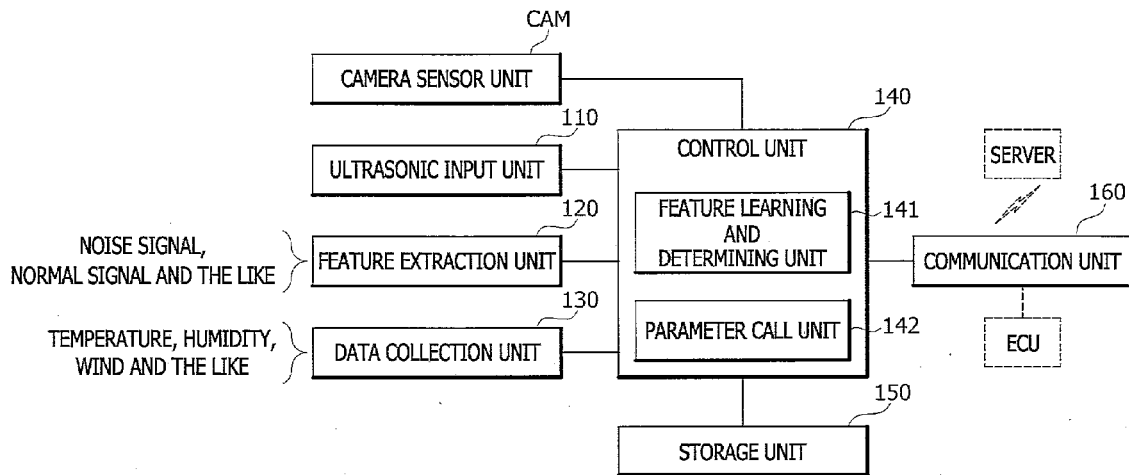 CAM
CAMERA SENSOR UNIT
110
ULTRASONIC INPUT UNIT
NOISE SIGNAL,
NORMAL SIGNAL AND THE LIKE
120
FEATURE EXTRACTION UNIT
TEMPERATURE, HUMIDITY,
WIND AND THE LIKE
130
DATA COLLECTION UNIT
140
CONTROL UNIT
FEATURE LEARNING
AND
DETERMINING UNIT
141
PARAMETER CALL UNIT
142
150
STORAGE UNIT
SERVER
160
COMMUNICATION UNIT
ECU